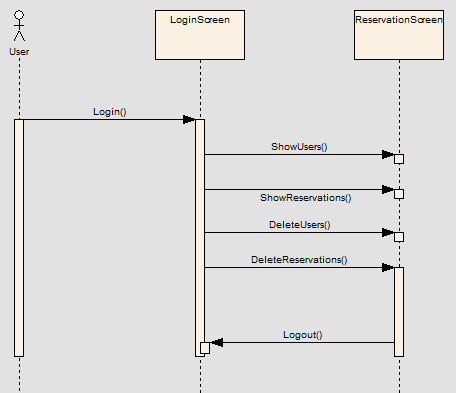 LoginScreen
ReservationScreen
User
Login()
ShowUsers()
ShowReservations()
DeleteUsers()
DeleteReservations()
Logout()